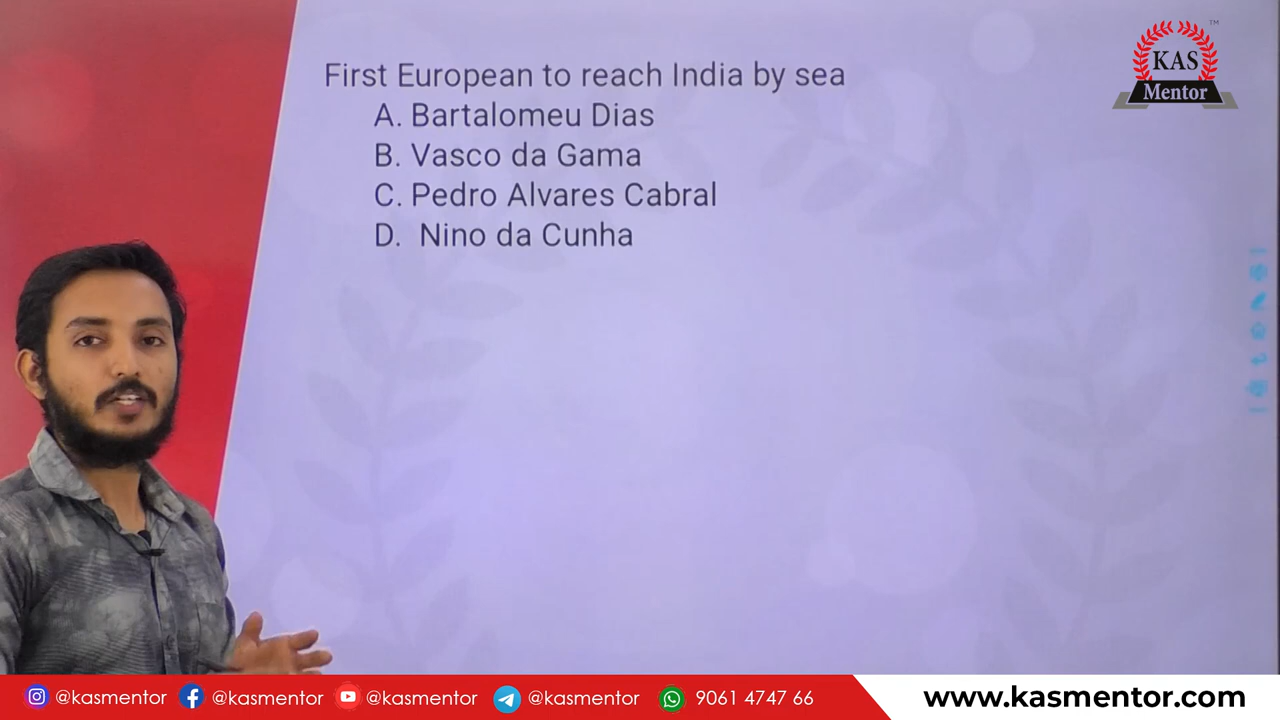 First European to reach India by sea
A. Bartalomeu Dias
B. Vasco da Gama
C. Pedro Alvares Cabral
D. Nino da Cunha
KAS
Mentor
TM
@kasmentor
@kasmentor
@kasmentor
@kasmentor
9061 4747 66
www.kasmentor.com